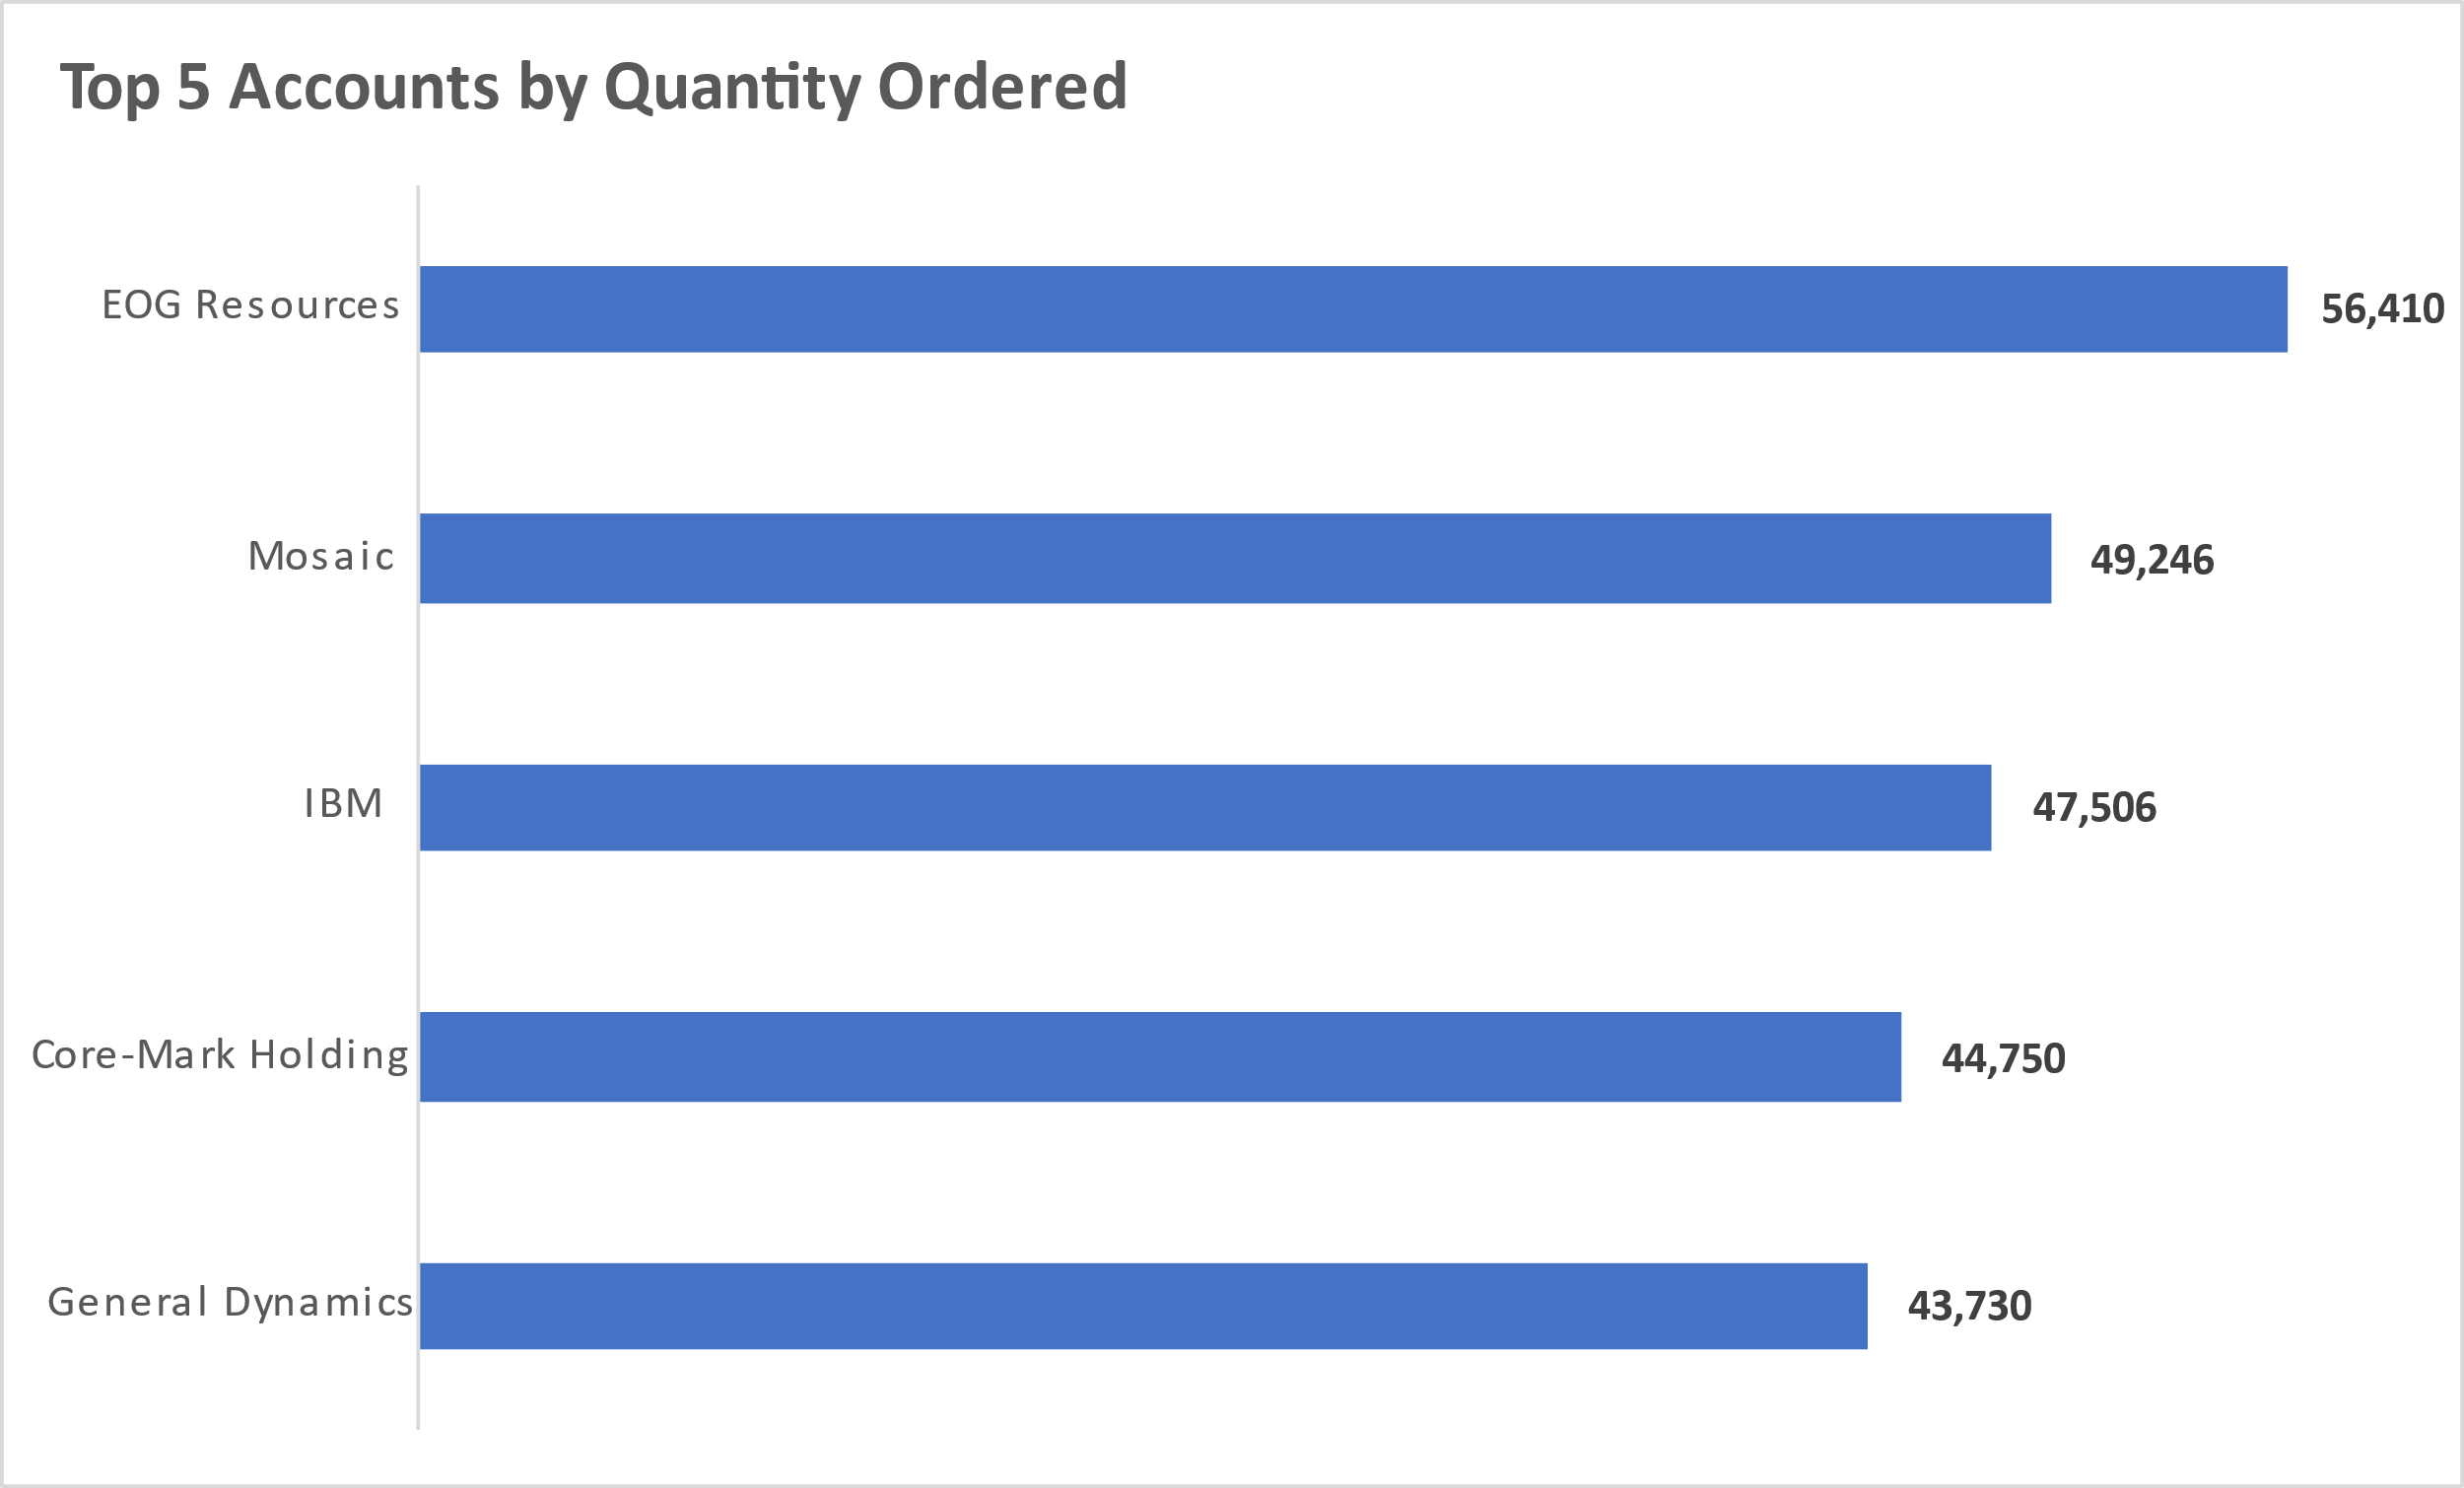 Top 5 Accounts by Quantity Ordered
EOG Resources 56,410
Mosaic 49,246
IBM 47,506
Core-Mark Holding 44,750
General Dynamics 43,730